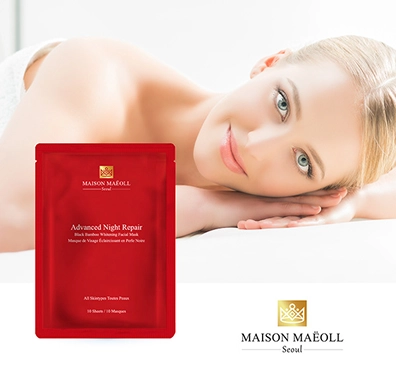 MAISON MAËOLL
Seoul
Advanced Night Repair
Black Bamboo Whitening Facial Mask
Masque de Visage Éclaircissant en Perle Noire
All Skintypes Toutes Peaux
10 Sheets / 10 Masques
MAISON MAËOLL
Seoul